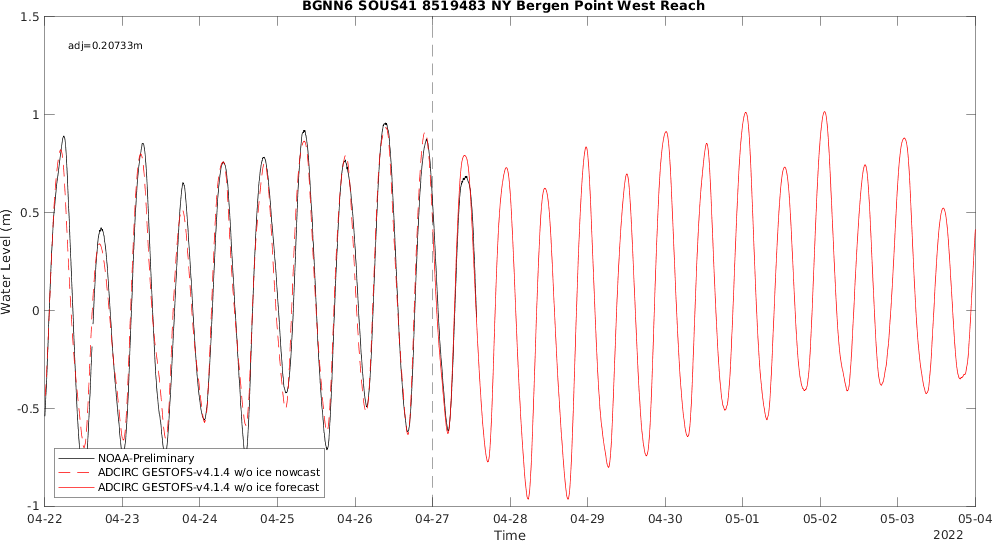 BGNN6 SOUS41 8519483 NY Bergen Point West Reach
1.5
adj=0.20733m
1
0.5
Water Level (m)
0
-0.5
NOAA-Preliminary
ADCIRC GESTOFS-v4.1.4 w/o ice nowcast
ADCIRC GESTOFS-v4.1.4 w/o ice forecast
-1
04-22 04-23 04-24 04-25 04-26 04-27 04-28 04-29 04-30 05-01 05-02 05-03 05-04
Time
2022